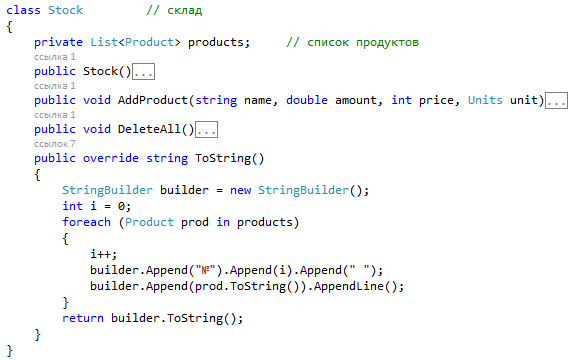 class Stock         // склад
{
    private List<Product> products;     // список продуктов
    ссылка 1
    public Stock()...
    ссылка 1
    public void AddProduct(string name, double amount, int price, Units unit)...
    ссылка 1
    public void DeleteAll()...
    ссылок 7
    public override string ToString()
    {
        StringBuilder builder = new StringBuilder();
        int i = 0;
        foreach (Product prod in products)
        {
            i++;
            builder.Append("№").Append(i).Append(" ");
            builder.Append(prod.ToString()).AppendLine();
        }
        return builder.ToString();
    }
}